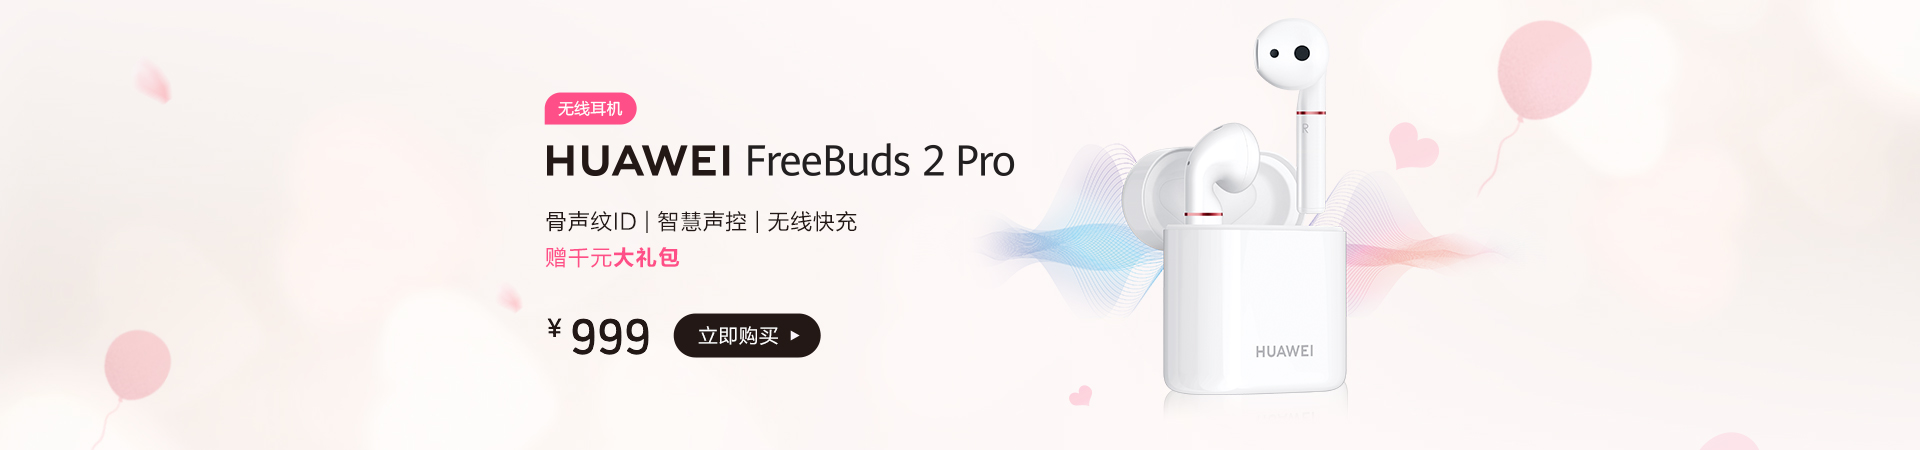 无线耳机
HUAWEI FreeBuds 2 Pro
骨声纹ID | 智慧声控 | 无线快充
赠千元大礼包
¥ 999 立即购买
R
HUAWEI